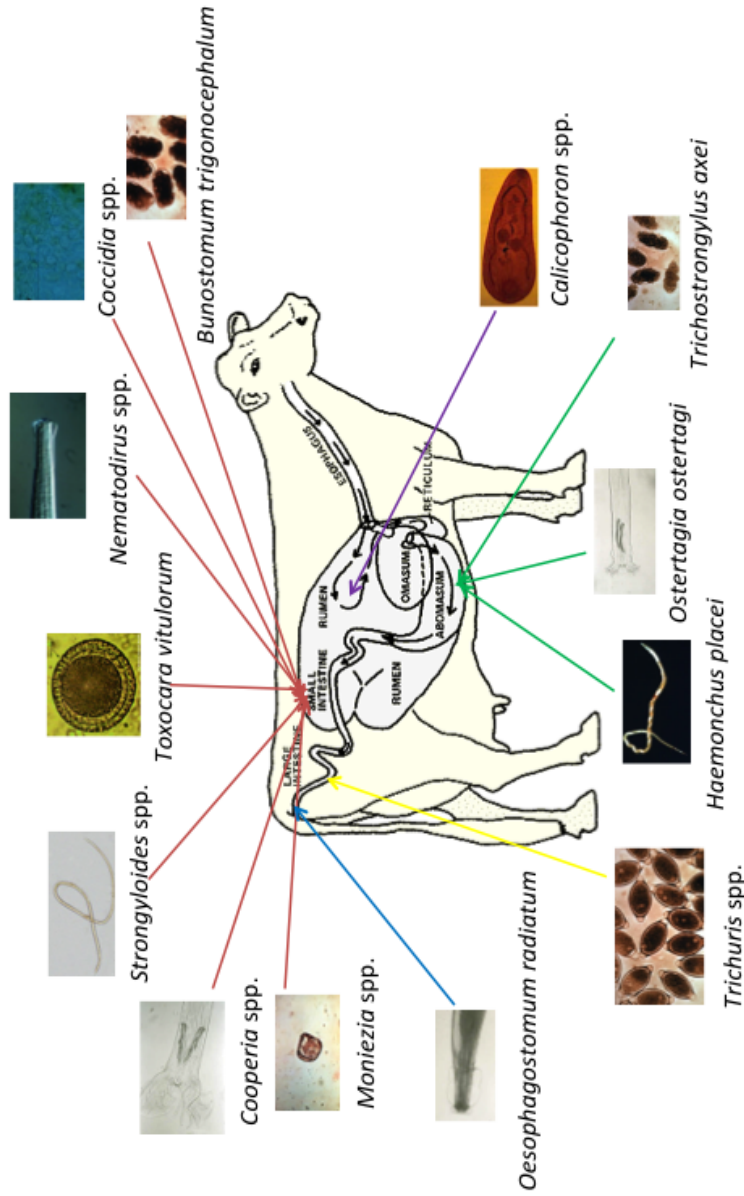 Coccidia spp.
Bunostomum trigonocephalum
Nematodirus spp.
Toxocara vitulorum
Strongyloides spp.
Cooperia spp.
Moniezia spp.
Oesophagostomum radiatum
Trichuris spp.
Haemonchus placei
Ostertagia ostertagi
Trichostrongylus axei
Calicophoron spp.
ESOPHAGUS
RETICULUM
OMASUM
ABOMASUM
RUMEN
SMALL
INTESTINE
RUMEN
LARGE
INTESTINE